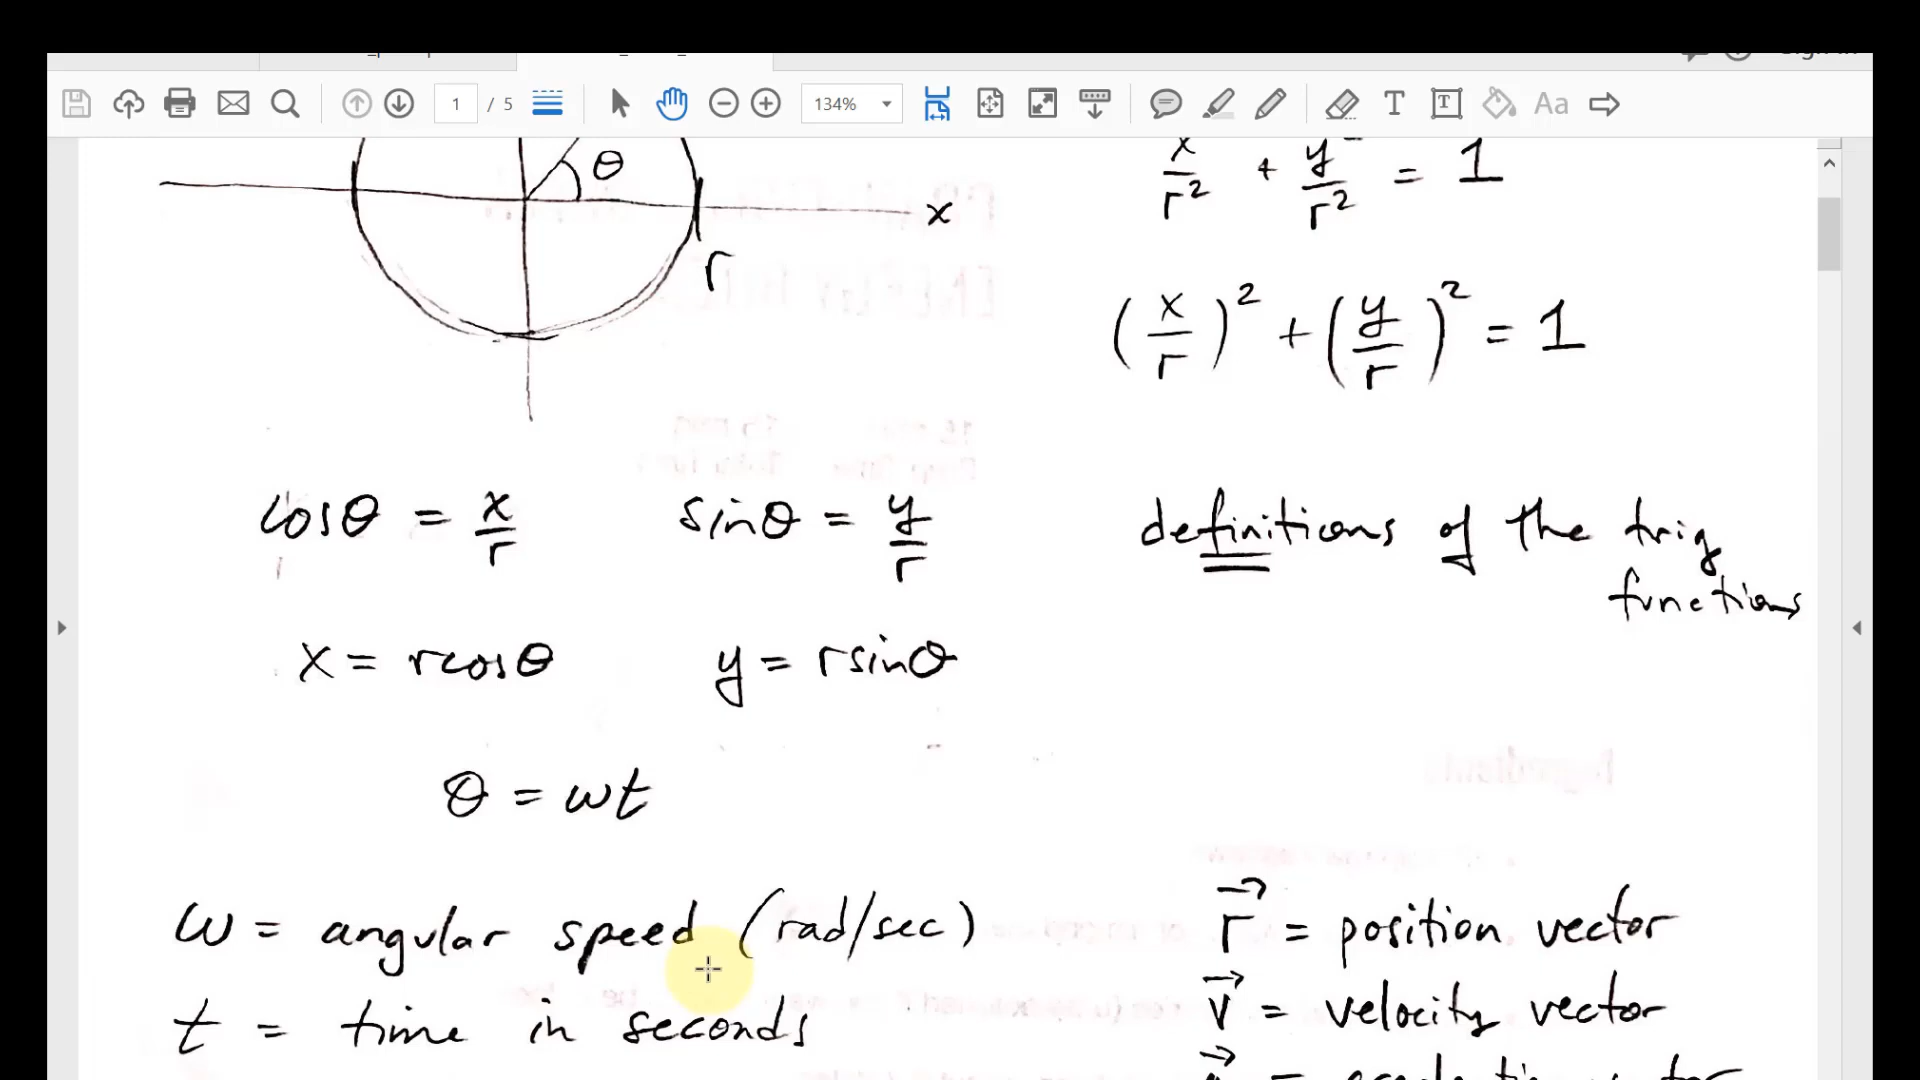 1 / 5 134% T T Aa
θ
x
r
x/r² + y/r² = 1
(x/r)² + (y/r)² = 1
cosθ = x/r sinθ = y/r definitions of the trig
functions
x = rcosθ y = rsinθ
θ = ωt
ω = angular speed (rad/sec)
t = time in seconds
r⃗ = position vector
v⃗ = velocity vector